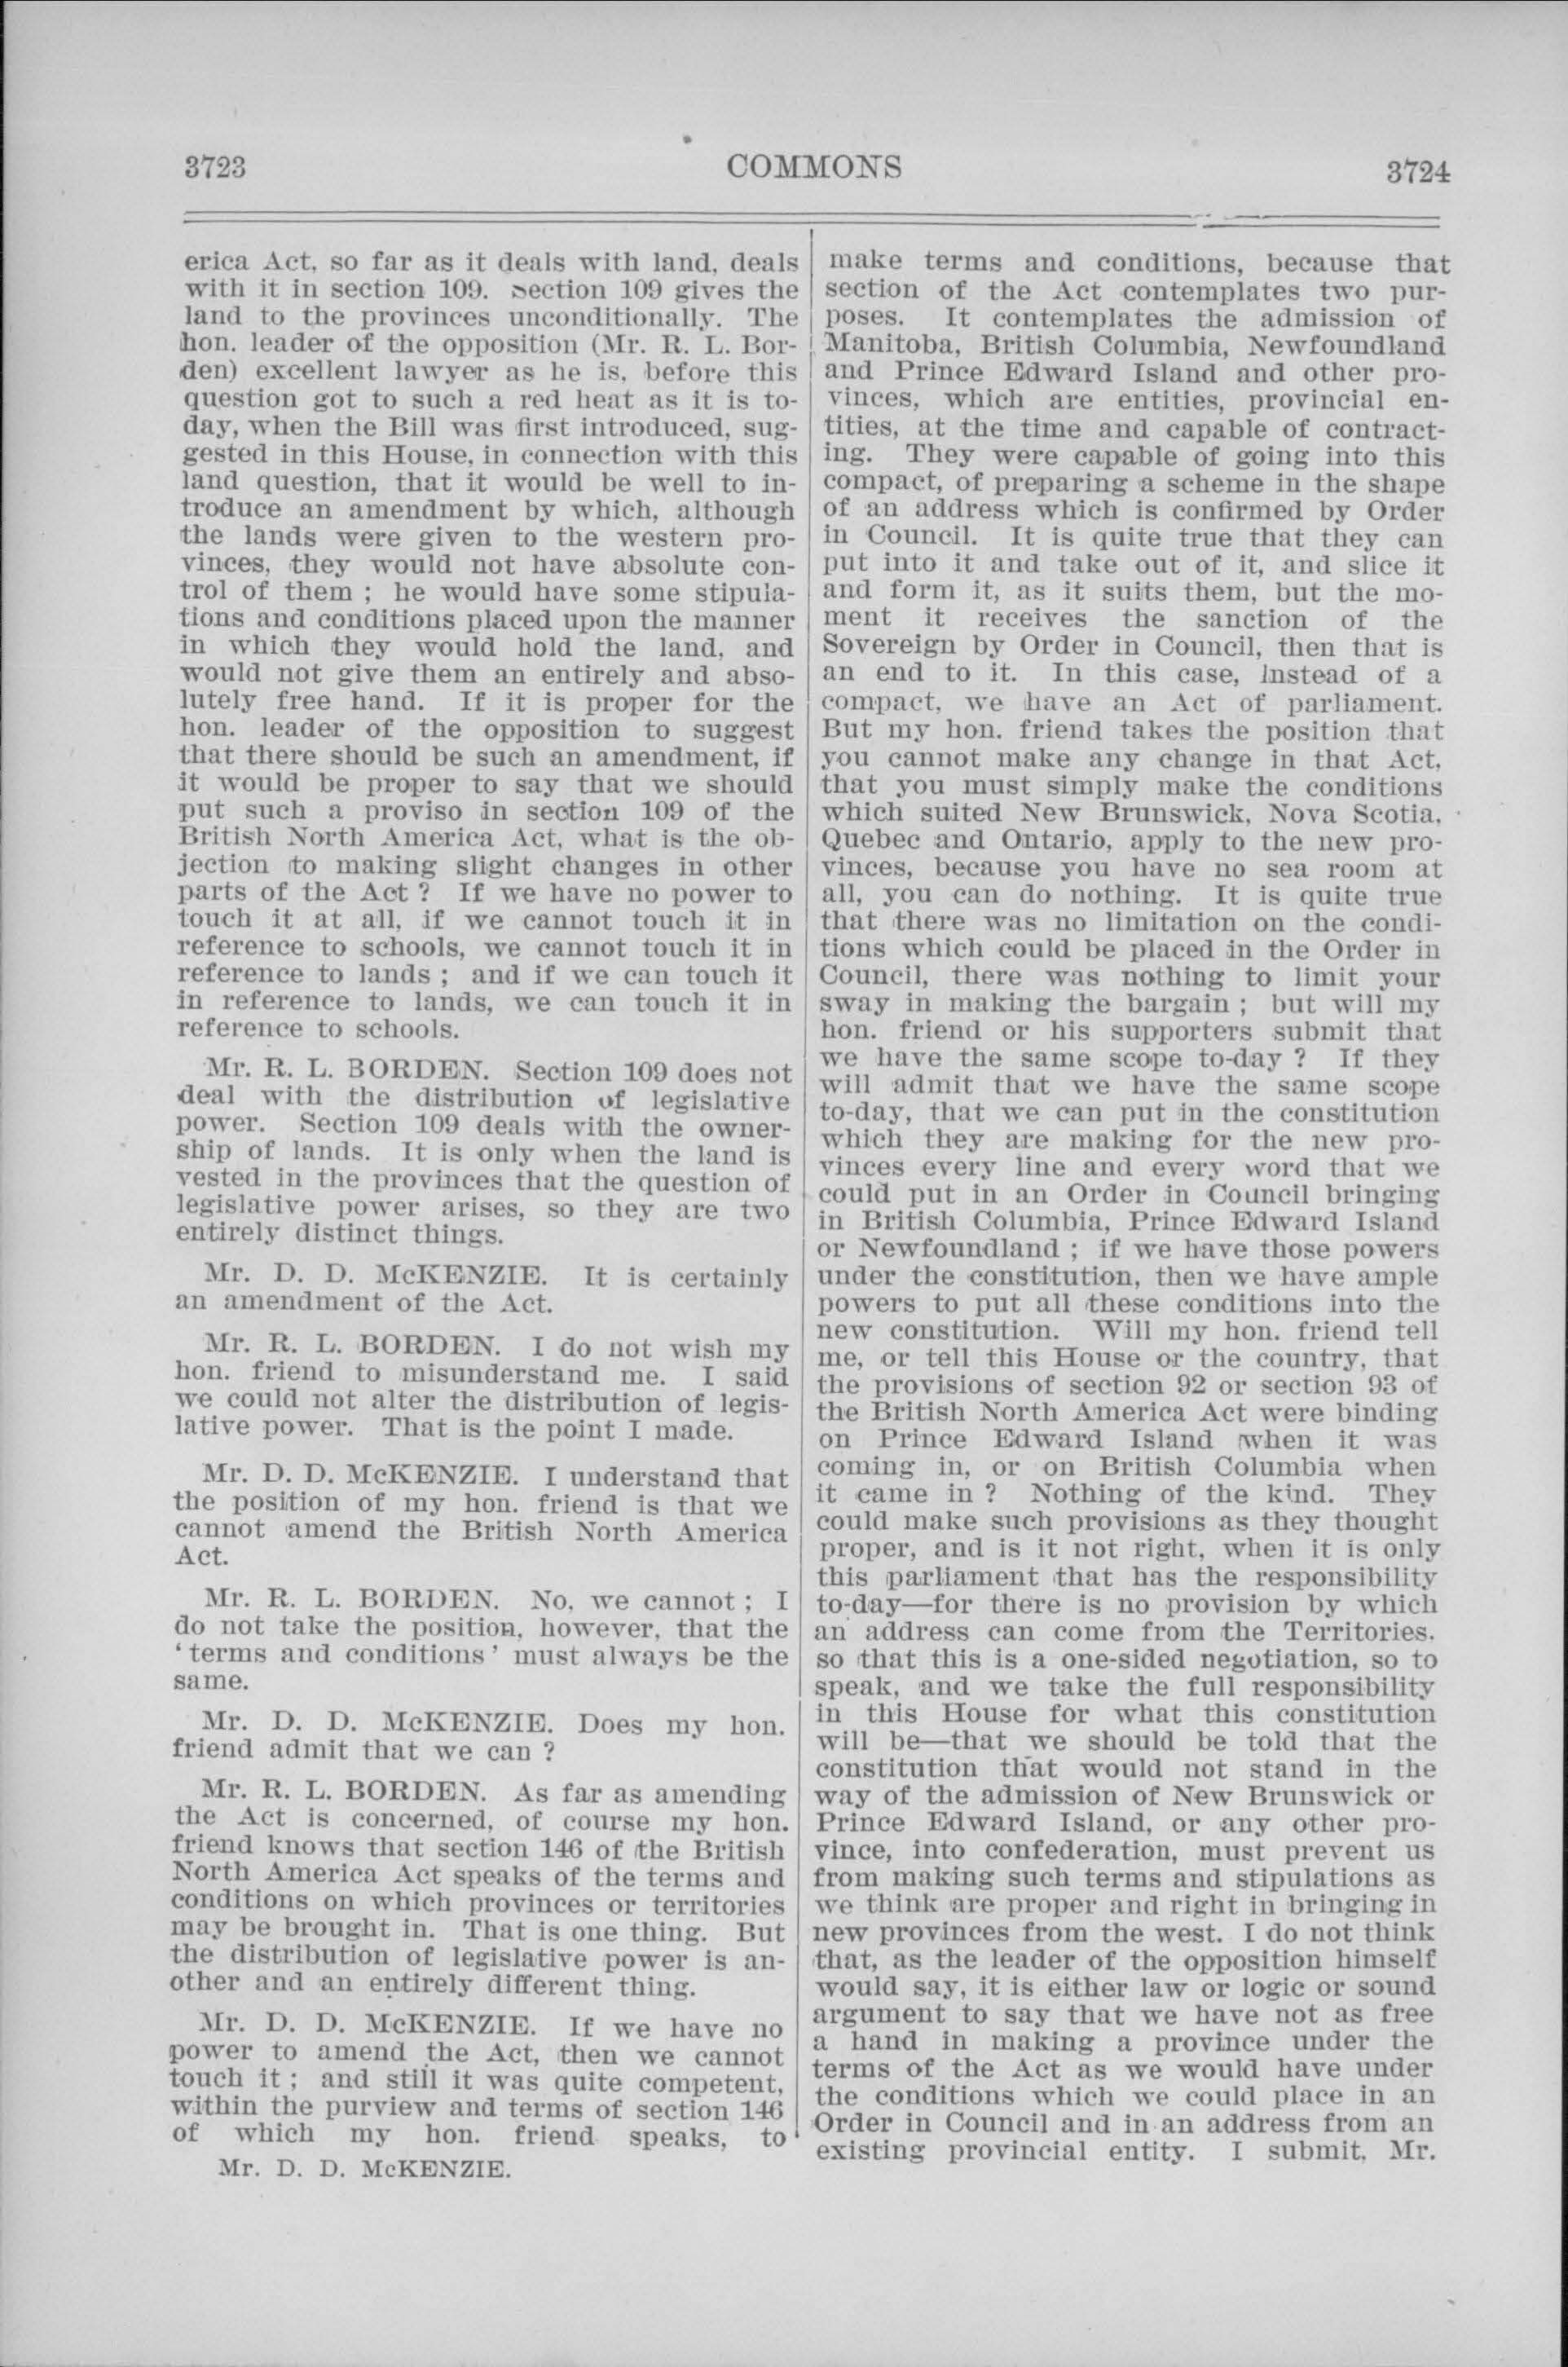 3723 COMMONS 3724
erica Act, so far as it deals with land, deals
with it in section 109. Section 109 gives the
land to the provinces unconditionally. The
hon. leader of the opposition (Mr. R. L. Bor-
den) excellent lawyer as he is, before this
question got to such a red heat as it is to-
day, when the Bill was first introduced, sug-
gested in this House, in connection with this
land question, that it would be well to in-
troduce an amendment by which, although
the lands were given to the western pro-
vinces, they would not have absolute con-
trol of them ; he would have some stipula-
tions and conditions placed upon the manner
in which they would hold the land, and
would not give them an entirely and abso-
lutely free hand. If it is proper for the
hon. leader of the opposition to suggest
that there should be such an amendment, if
it would be proper to say that we should
put such a proviso in section 109 of the
British North America Act, what is the ob-
jection to making slight changes in other
parts of the Act ? If we have no power to
touch it at all, if we cannot touch it in
reference to schools, we cannot touch it in
reference to lands ; and if we can touch it
in reference to lands, we can touch it in
reference to schools.
Mr. R. L. BORDEN. Section 109 does not
deal with the distribution of legislative
power. Section 109 deals with the owner-
ship of lands. It is only when the land is
vested in the provinces that the question of
legislative power arises, so they are two
entirely distinct things.
Mr. D. D. McKENZIE. It is certainly
an amendment of the Act.
Mr. R. L. BORDEN. I do not wish my
hon. friend to misunderstand me. I said
we could not alter the distribution of legis-
lative power. That is the point I made.
Mr. D. D. McKENZIE. I understand that
the position of my hon. friend is that we
cannot amend the British North America
Act.
Mr. R. L. BORDEN. No, we cannot ; I
do not take the position, however, that the
‘ terms and conditions ’ must always be the
same.
Mr. D. D. McKENZIE. Does my hon.
friend admit that we can ?
Mr. R. L. BORDEN. As far as amending
the Act is concerned, of course my hon.
friend knows that section 146 of the British
North America Act speaks of the terms and
conditions on which provinces or territories
may be brought in. That is one thing. But
the distribution of legislative power is an-
other and an entirely different thing.
Mr. D. D. McKENZIE. If we have no
power to amend the Act, then we cannot
touch it ; and still it was quite competent,
within the purview and terms of section 146
of which my hon. friend speaks, to
Mr. D. D. McKENZIE.
make terms and conditions, because that
section of the Act contemplates two pur-
poses. It contemplates the admission of
Manitoba, British Columbia, Newfoundland
and Prince Edward Island and other pro-
vinces, which are entities, provincial en-
tities, at the time and capable of contract-
ing. They were capable of going into this
compact, of preparing a scheme in the shape
of an address which is confirmed by Order
in Council. It is quite true that they can
put into it and take out of it, and slice it
and form it, as it suits them, but the mo-
ment it receives the sanction of the
Sovereign by Order in Council, then that is
an end to it. In this case, instead of a
compact, we have an Act of parliament.
But my hon. friend takes the position that
you cannot make any change in that Act,
that you must simply make the conditions
which suited New Brunswick, Nova Scotia,
Quebec and Ontario, apply to the new pro-
vinces, because you have no sea room at
all, you can do nothing. It is quite true
that there was no limitation on the condi-
tions which could be placed in the Order in
Council, there was nothing to limit your
sway in making the bargain ; but will my
hon. friend or his supporters submit that
we have the same scope to-day ? If they
will admit that we have the same scope
to-day, that we can put in the constitution
which they are making for the new pro-
vinces every line and every word that we
could put in an Order in Council bringing
in British Columbia, Prince Edward Island
or Newfoundland ; if we have those powers
under the constitution, then we have ample
powers to put all these conditions into the
new constitution. Will my hon. friend tell
me, or tell this House or the country, that
the provisions of section 92 or section 93 of
the British North America Act were binding
on Prince Edward Island when it was
coming in, or on British Columbia when
it came in ? Nothing of the kind. They
could make such provisions as they thought
proper, and is it not right, when it is only
this parliament that has the responsibility
to-day—for there is no provision by which
an address can come from the Territories,
so that this is a one-sided negotiation, so to
speak, and we take the full responsibility
in this House for what this constitution
will be—that we should be told that the
constitution that would not stand in the
way of the admission of New Brunswick or
Prince Edward Island, or any other pro-
vince, into confederation, must prevent us
from making such terms and stipulations as
we think are proper and right in bringing in
new provinces from the west. I do not think
that, as the leader of the opposition himself
would say, it is either law or logic or sound
argument to say that we have not as free
a hand in making a province under the
terms of the Act as we would have under
the conditions which we could place in an
Order in Council and in an address from an
existing provincial entity. I submit, Mr.